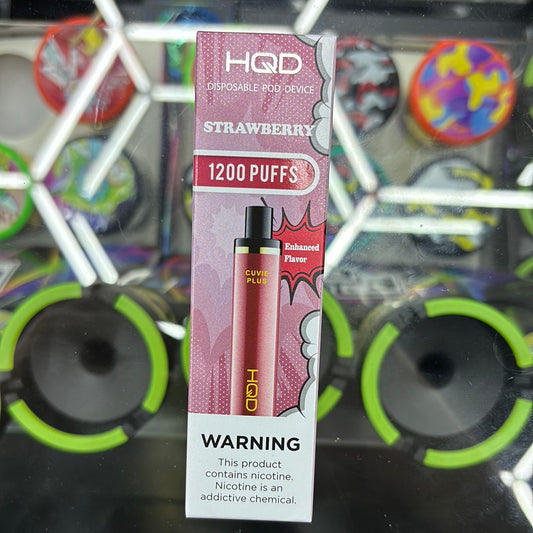 HQD
DISPOSABLE POD DEVICE
STRAWBERRY
1200 PUFFS
Enhanced
Flavor
CUVIE
PLUS
HQD
WARNING
This product
contains nicotine.
Nicotine is an
addictive chemical.